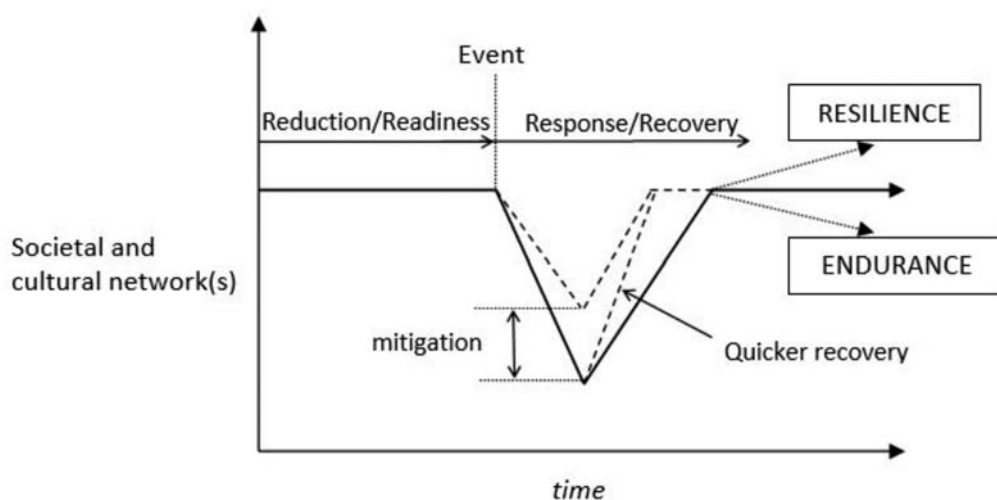 Event
Reduction/Readiness
Response/Recovery
RESILIENCE
Societal and
cultural network(s)
ENDURANCE
mitigation
Quicker recovery
time